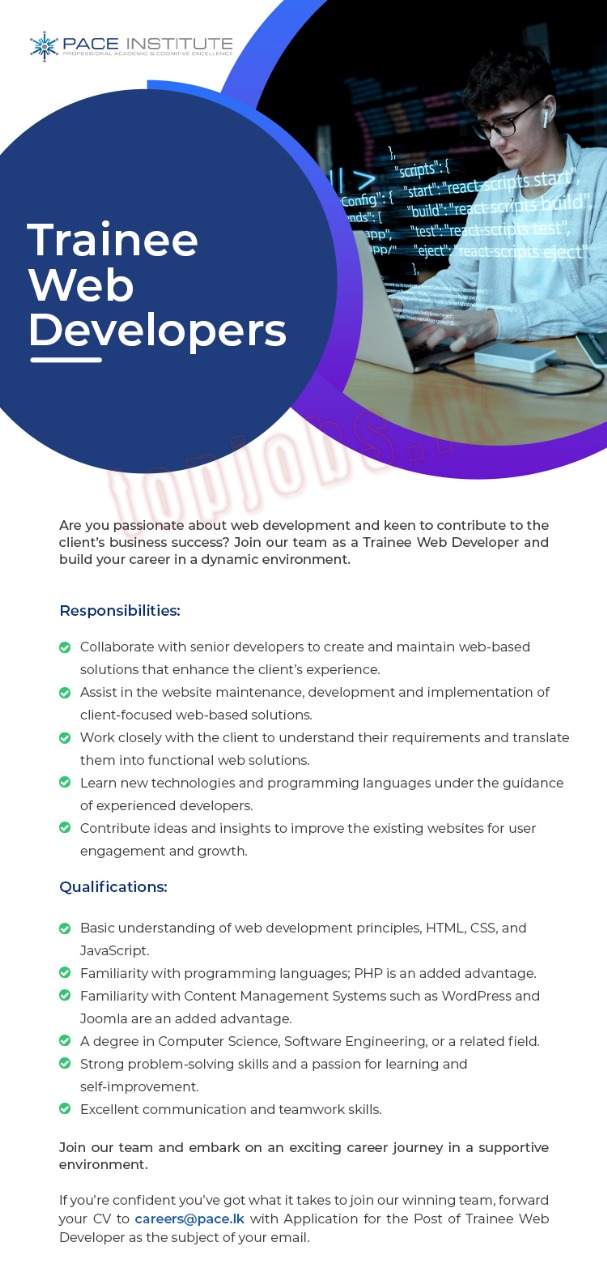 PACE INSTITUTE
PROFESSIONAL ACADEMIC & COGNITIVE EXCELLENCE
},
"scripts": {
"start": "react-scripts start",
"build": "react-scripts build",
"test": "react-scripts test",
"eject": "react-scripts eject"
},
Config": {
nds": [
app",
app/"
Trainee
Web
Developers
topjobs.lk
Are you passionate about web development and keen to contribute to the
client's business success? Join our team as a Trainee Web Developer and
build your career in a dynamic environment.
Responsibilities:
Collaborate with senior developers to create and maintain web-based
solutions that enhance the client's experience.
Assist in the website maintenance, development and implementation of
client-focused web-based solutions.
Work closely with the client to understand their requirements and translate
them into functional web solutions.
Learn new technologies and programming languages under the guidance
of experienced developers.
Contribute ideas and insights to improve the existing websites for user
engagement and growth.
Qualifications:
Basic understanding of web development principles, HTML, CSS, and
JavaScript.
Familiarity with programming languages; PHP is an added advantage.
Familiarity with Content Management Systems such as WordPress and
Joomla are an added advantage.
A degree in Computer Science, Software Engineering, or a related field.
Strong problem-solving skills and a passion for learning and
self-improvement.
Excellent communication and teamwork skills.
Join our team and embark on an exciting career journey in a supportive
environment.
If you're confident you've got what it takes to join our winning team, forward
your CV to careers@pace.lk with Application for the Post of Trainee Web
Developer as the subject of your email.